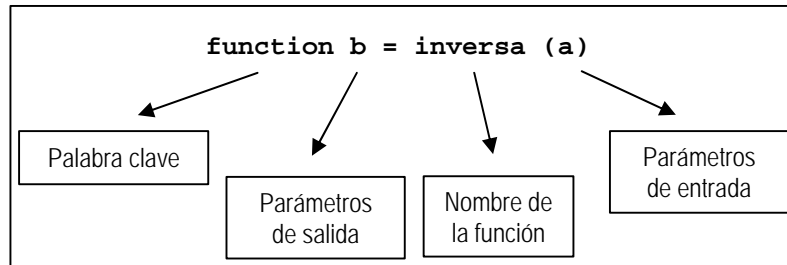 function b = inversa (a)
Palabra clave
Parámetros
de salida
Nombre de
la función
Parámetros
de entrada